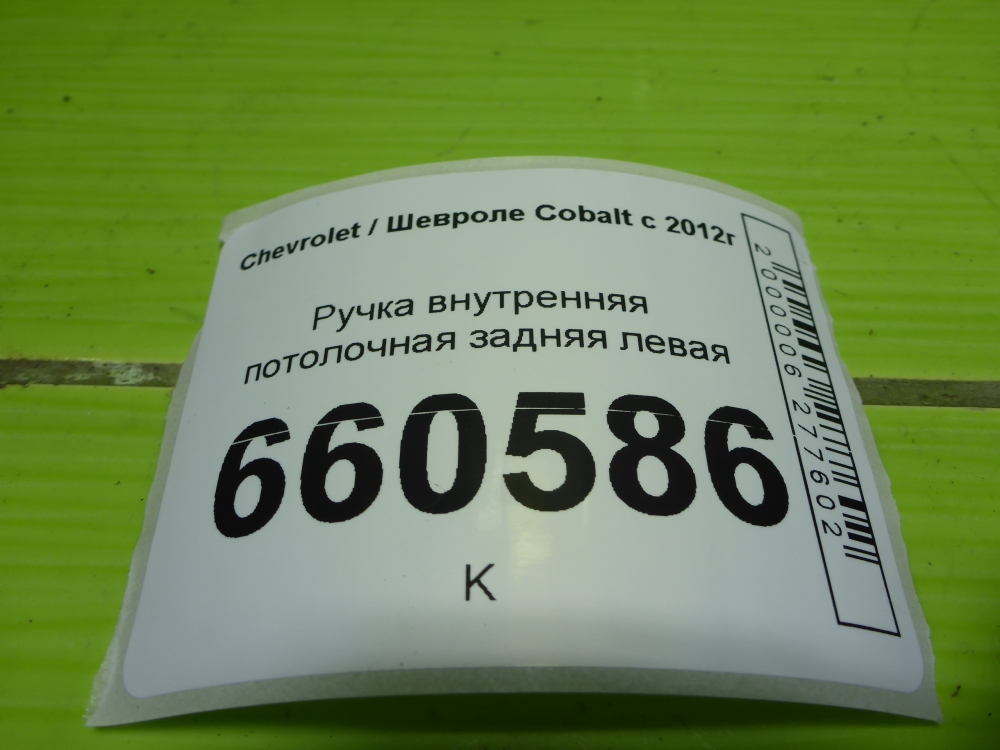 Chevrolet / Шевроле Cobalt с 2012г
Ручка внутренняя
потолочная задняя левая
660586
К
2000006277602